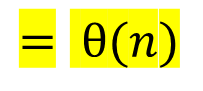 = θ(n)